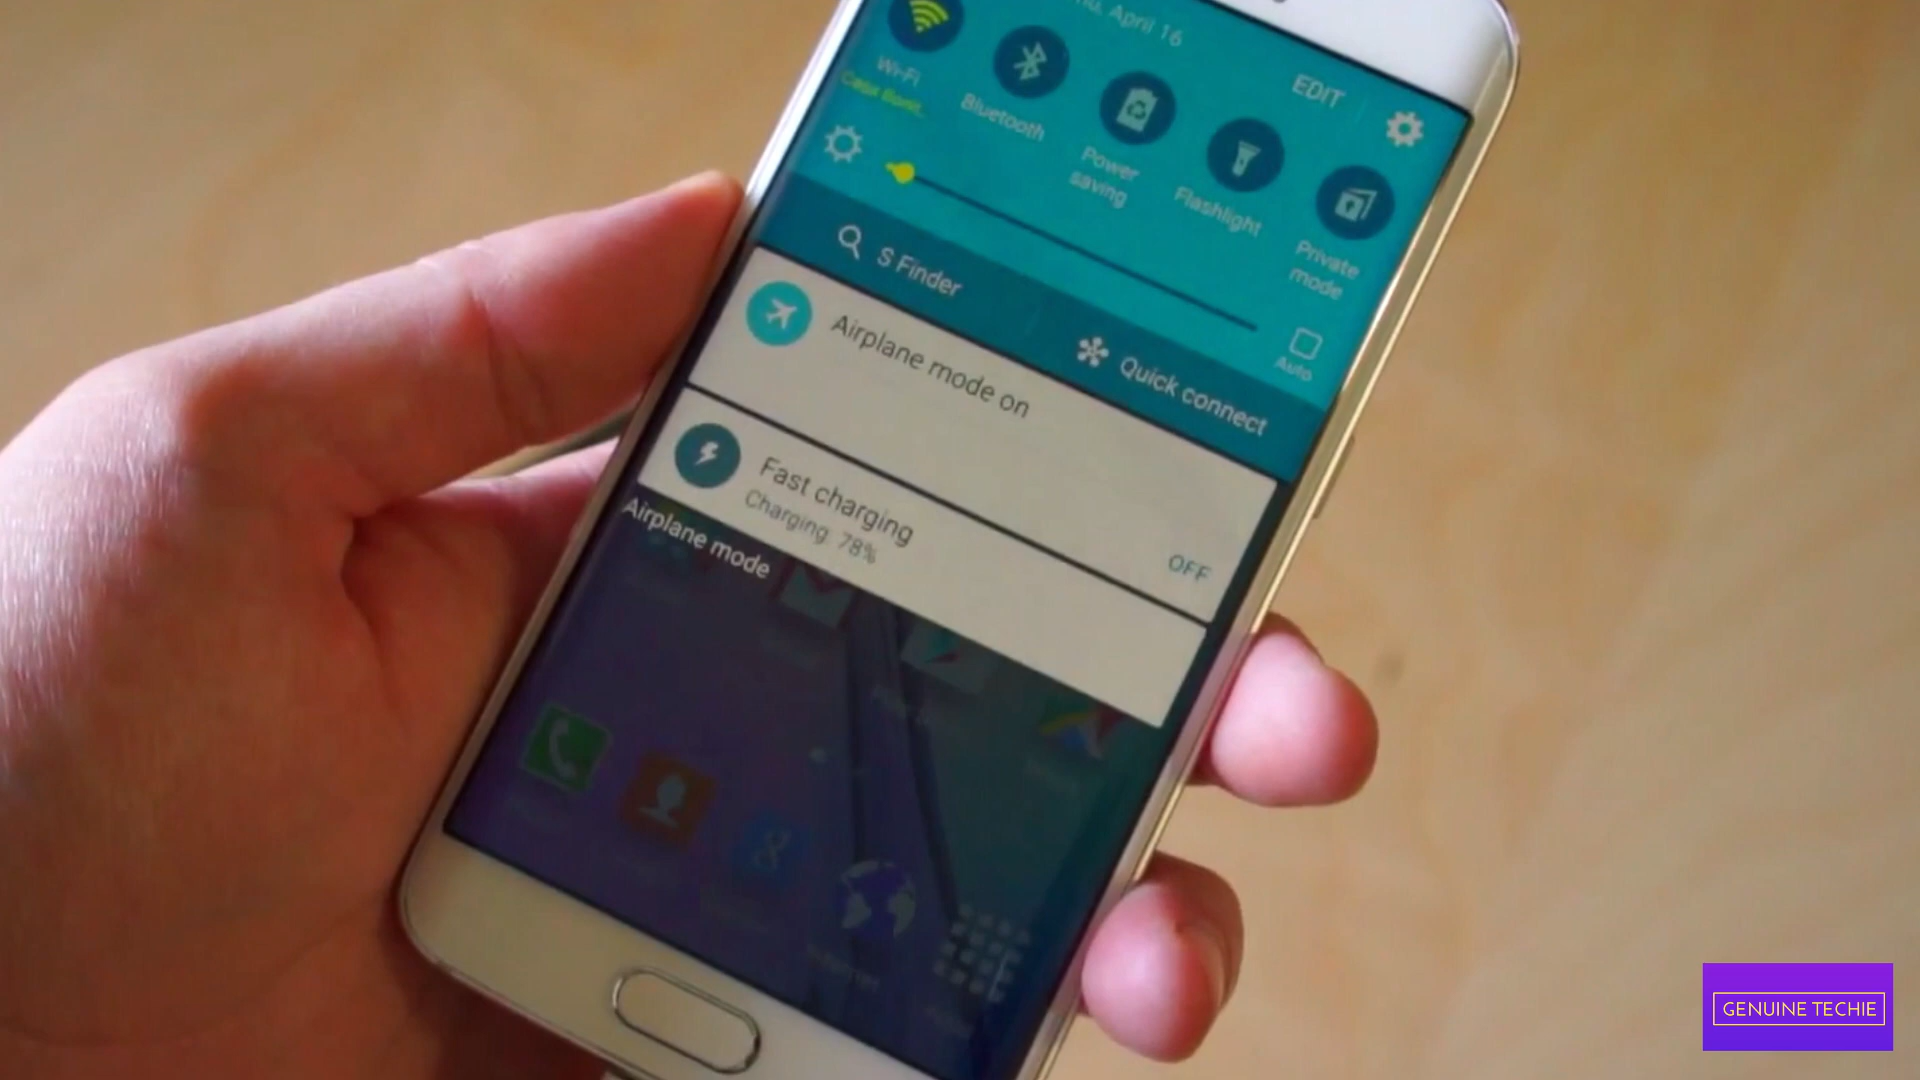 April 16
EDIT
Wi-Fi
Bluetooth
Power
saving
Flashlight
Private
mode
Auto
S Finder
Quick connect
Airplane mode on
OFF
Fast charging
Charging: 78%
Airplane mode
GENUINE TECHIE